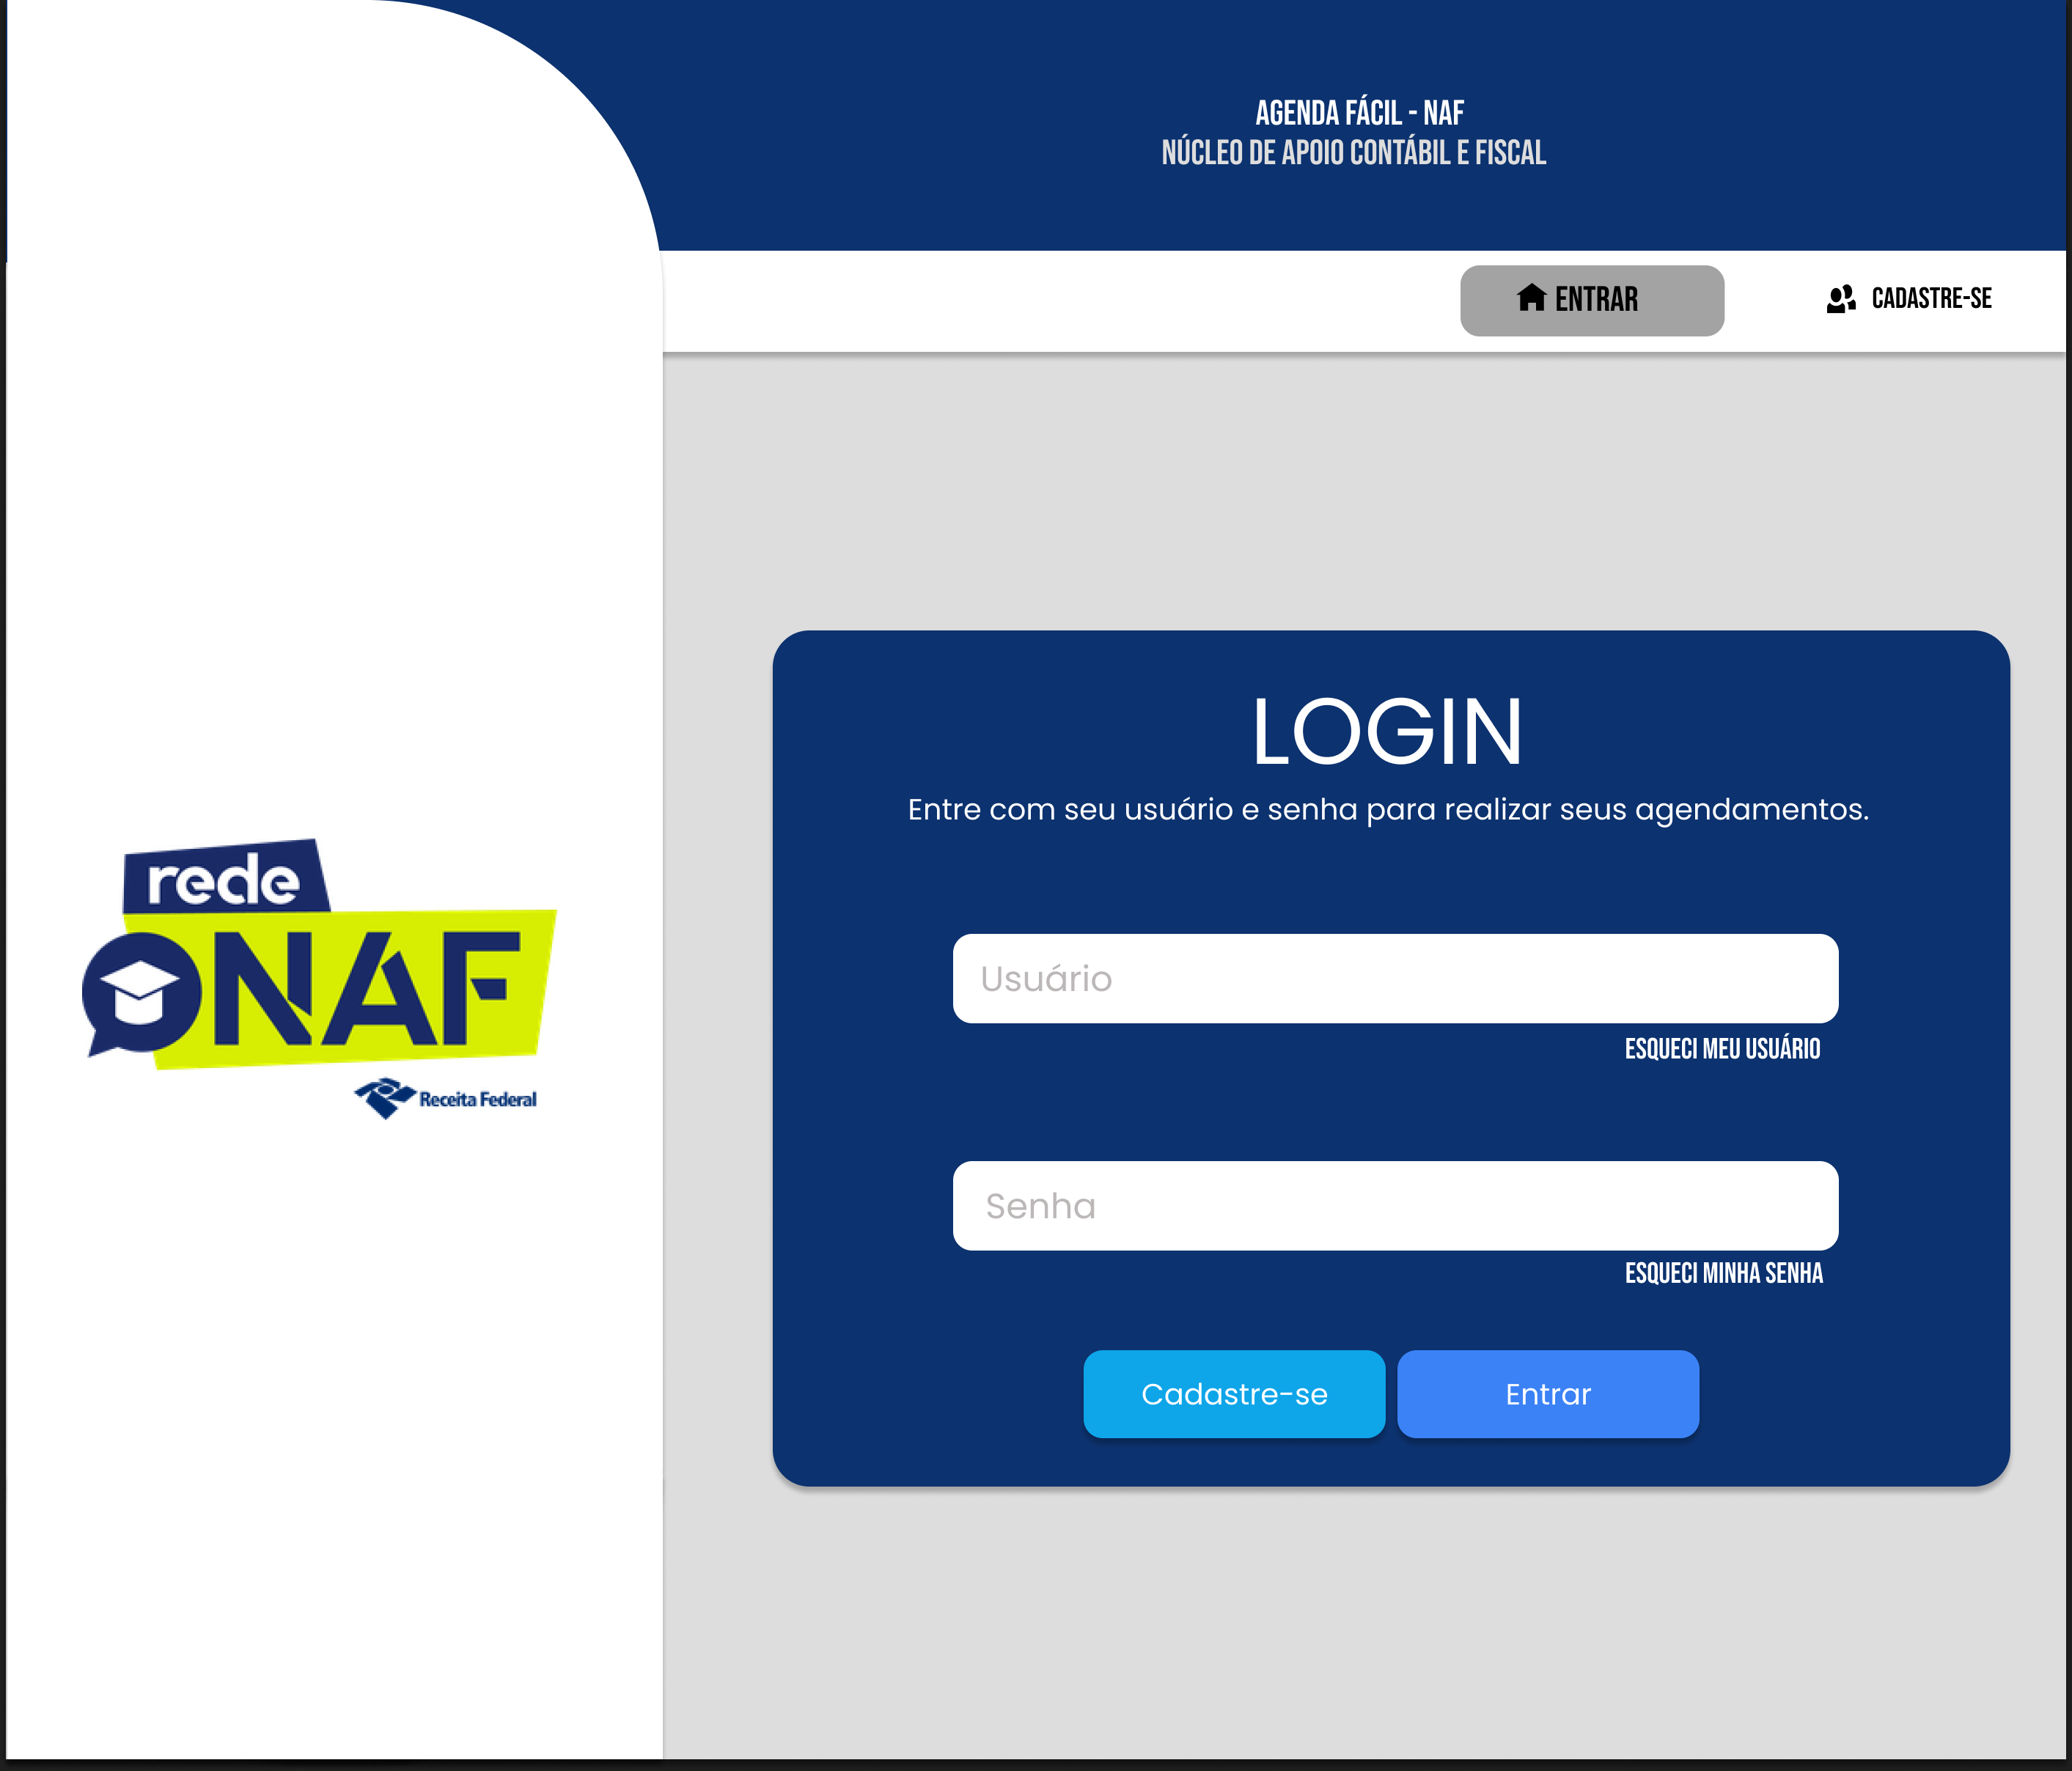 AGENDA FÁCIL - NAF
NÚCLEO DE APOIO CONTÁBIL E FISCAL
ENTRAR
CADASTRE-SE
rede
NAF
Receita Federal
LOGIN
Entre com seu usuário e senha para realizar seus agendamentos.
Usuário
ESQUECI MEU USUÁRIO
Senha
ESQUECI MINHA SENHA
Cadastre-se
Entrar